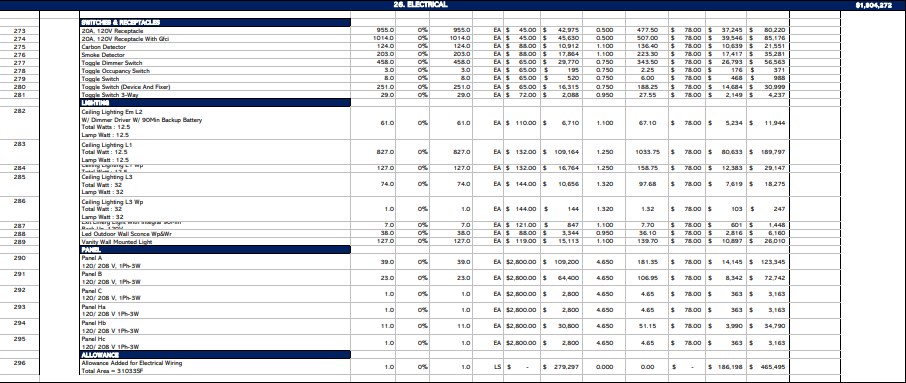 26. ELECTRICAL $1,804,272
SWITCHES & RECEPTACLES
273 20A, 120V Receptacle 955.0 0% 955.0 EA $ 45.00 $ 42,975 0.500 477.50 $ 78.00 $ 37,245 $ 80,220
274 20A, 120V Receptacle With Gfci 1014.0 0% 1014.0 EA $ 45.00 $ 45,630 0.500 507.00 $ 78.00 $ 39,546 $ 85,176
275 Carbon Detector 124.0 0% 124.0 EA $ 88.00 $ 10,912 1.100 136.40 $ 78.00 $ 10,639 $ 21,551
276 Smoke Detector 203.0 0% 203.0 EA $ 88.00 $ 17,864 1.100 223.30 $ 78.00 $ 17,417 $ 35,281
277 Toggle Dimmer Switch 458.0 0% 458.0 EA $ 65.00 $ 29,770 0.750 343.50 $ 78.00 $ 26,793 $ 56,563
278 Toggle Occupancy Switch 3.0 0% 3.0 EA $ 65.00 $ 195 0.750 2.25 $ 78.00 $ 176 $ 371
279 Toggle Switch 8.0 0% 8.0 EA $ 65.00 $ 520 0.750 6.00 $ 78.00 $ 468 $ 988
280 Toggle Switch (Device And Fixer) 251.0 0% 251.0 EA $ 65.00 $ 16,315 0.750 188.25 $ 78.00 $ 14,684 $ 30,999
281 Toggle Switch 3-Way 29.0 0% 29.0 EA $ 72.00 $ 2,088 0.950 27.55 $ 78.00 $ 2,149 $ 4,237
LIGHTING
282 Ceiling Lighting Em L2
W/ Dimmer Driver W/ 90Min Backup Battery
Total Watts : 12.5
Lamp Watt : 12.5
61.0 0% 61.0 EA $ 110.00 $ 6,710 1.100 67.10 $ 78.00 $ 5,234 $ 11,944
283 Ceiling Lighting L1
Total Watt : 12.5
Lamp Watt : 12.5
827.0 0% 827.0 EA $ 132.00 $ 109,164 1.250 1033.75 $ 78.00 $ 80,633 $ 189,797
284 Ceiling Lighting L1 Wp
127.0 0% 127.0 EA $ 132.00 $ 16,764 1.250 158.75 $ 78.00 $ 12,383 $ 29,147
285 Ceiling Lighting L3
Total Watt : 32
Lamp Watt : 32
74.0 0% 74.0 EA $ 144.00 $ 10,656 1.320 97.68 $ 78.00 $ 7,619 $ 18,275
286 Ceiling Lighting L3 Wp
Total Watt : 32
Lamp Watt : 32
1.0 0% 1.0 EA $ 144.00 $ 144 1.320 1.32 $ 78.00 $ 103 $ 247
287 7.0 0% 7.0 EA $ 121.00 $ 847 1.100 7.70 $ 78.00 $ 601 $ 1,448
288 Led Outdoor Wall Sconce Wp&Wr 38.0 0% 38.0 EA $ 88.00 $ 3,344 0.950 36.10 $ 78.00 $ 2,816 $ 6,160
289 Vanity Wall Mounted Light 127.0 0% 127.0 EA $ 119.00 $ 15,113 1.100 139.70 $ 78.00 $ 10,897 $ 26,010
PANEL
290 Panel A
120/ 208 V, 1Ph-3W
39.0 0% 39.0 EA $2,800.00 $ 109,200 4.650 181.35 $ 78.00 $ 14,145 $ 123,345
291 Panel B
120/ 208 V, 1Ph-3W
23.0 0% 23.0 EA $2,800.00 $ 64,400 4.650 106.95 $ 78.00 $ 8,342 $ 72,742
292 Panel C
120/ 208 V, 1Ph-3W
1.0 0% 1.0 EA $2,800.00 $ 2,800 4.650 4.65 $ 78.00 $ 363 $ 3,163
293 Panel Ha
120/ 208 V 1Ph-3W
1.0 0% 1.0 EA $2,800.00 $ 2,800 4.650 4.65 $ 78.00 $ 363 $ 3,163
294 Panel Hb
120/ 208 V 1Ph-3W
11.0 0% 11.0 EA $2,800.00 $ 30,800 4.650 51.15 $ 78.00 $ 3,990 $ 34,790
295 Panel Hc
120/ 208 V 1Ph-3W
1.0 0% 1.0 EA $2,800.00 $ 2,800 4.650 4.65 $ 78.00 $ 363 $ 3,163
ALLOWANCE
296 Allowance Added for Electrical Wiring
Total Area = 310335SF
1.0 0% 1.0 LS $ - $ 279,297 0.000 0.00 $ - $ 186,198 $ 465,495